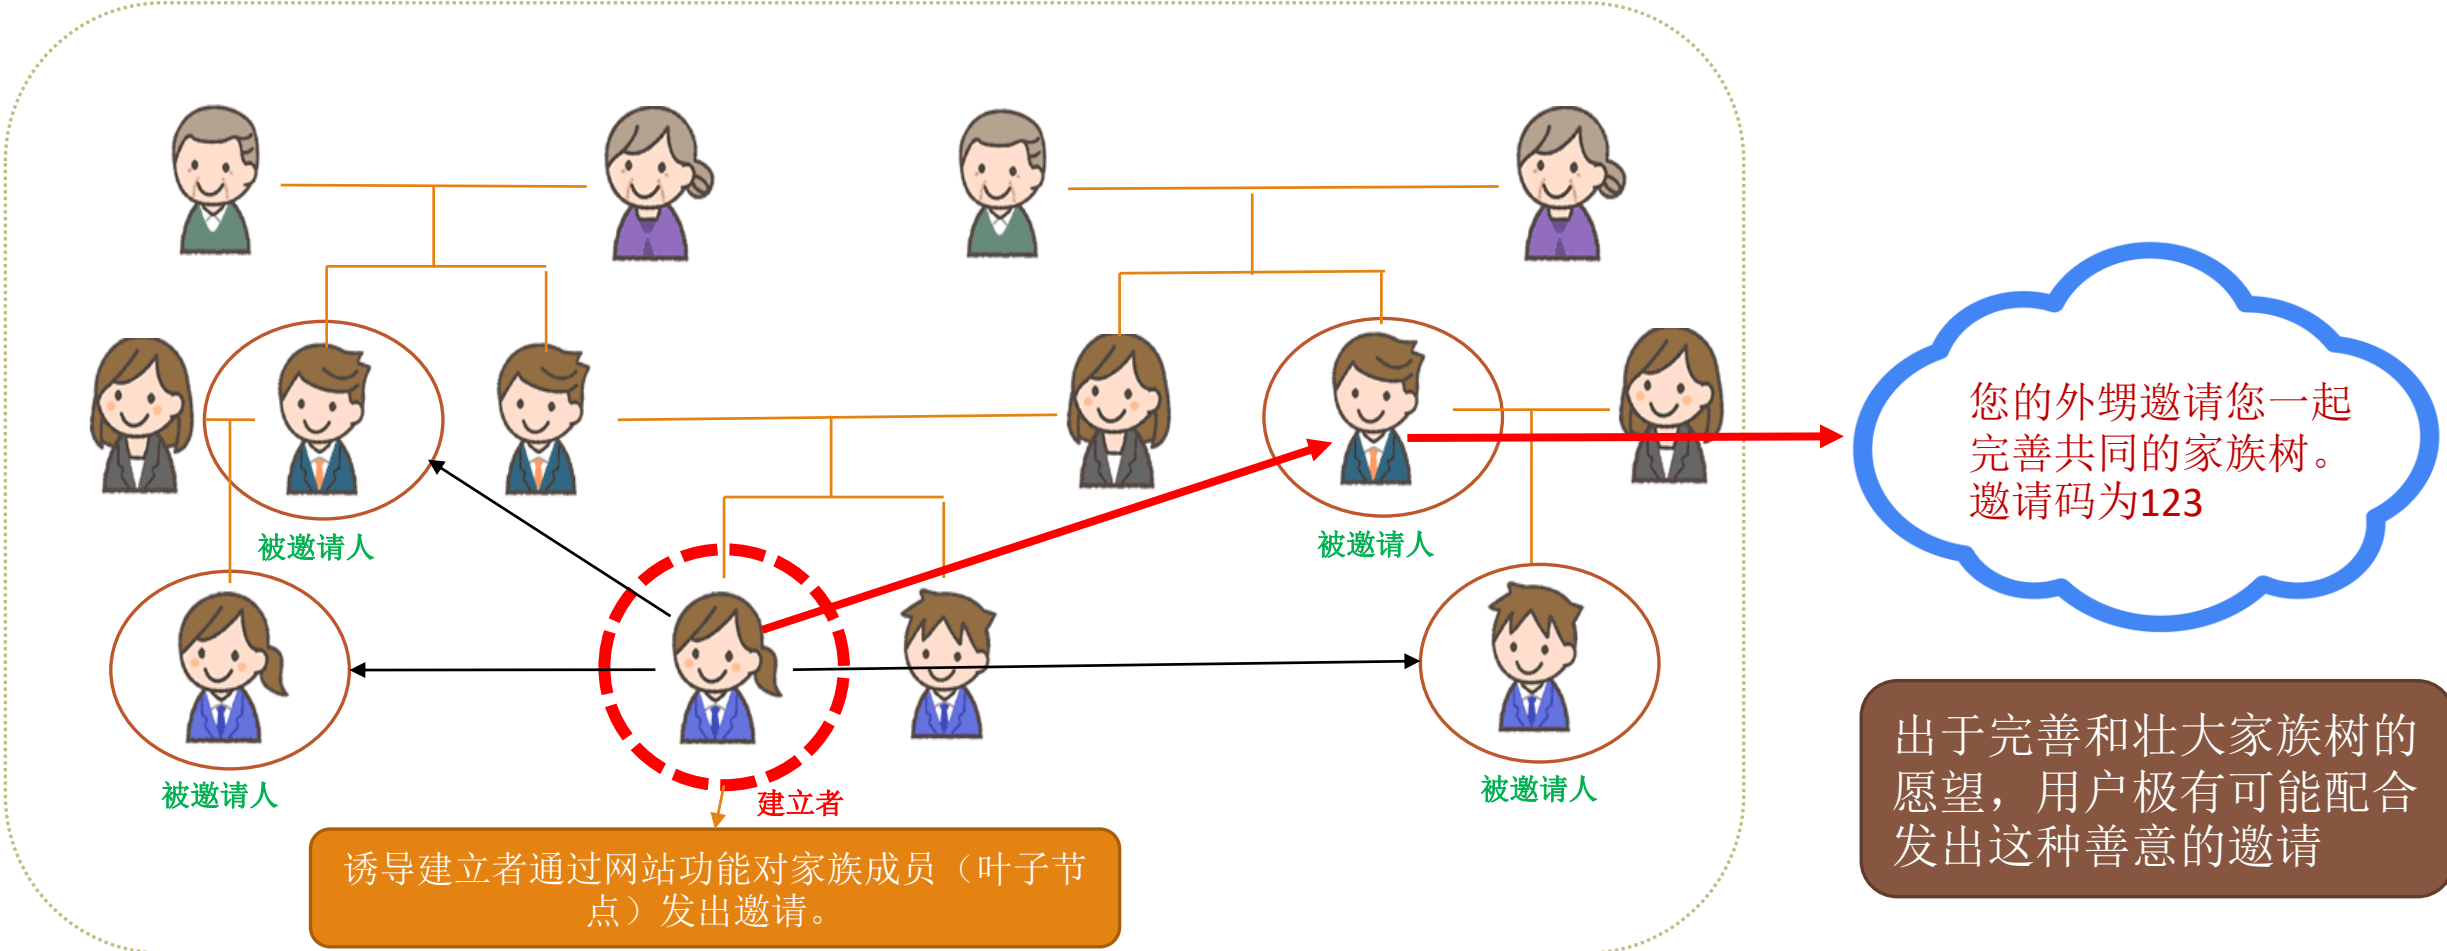 您的外甥邀请您一起
完善共同的家族树。
邀请码为123
被邀请人
被邀请人
被邀请人
建立者
被邀请人
出于完善和壮大家族树的
愿望，用户极有可能配合
发出这种善意的邀请
诱导建立者通过网站功能对家族成员（叶子节
点）发出邀请。